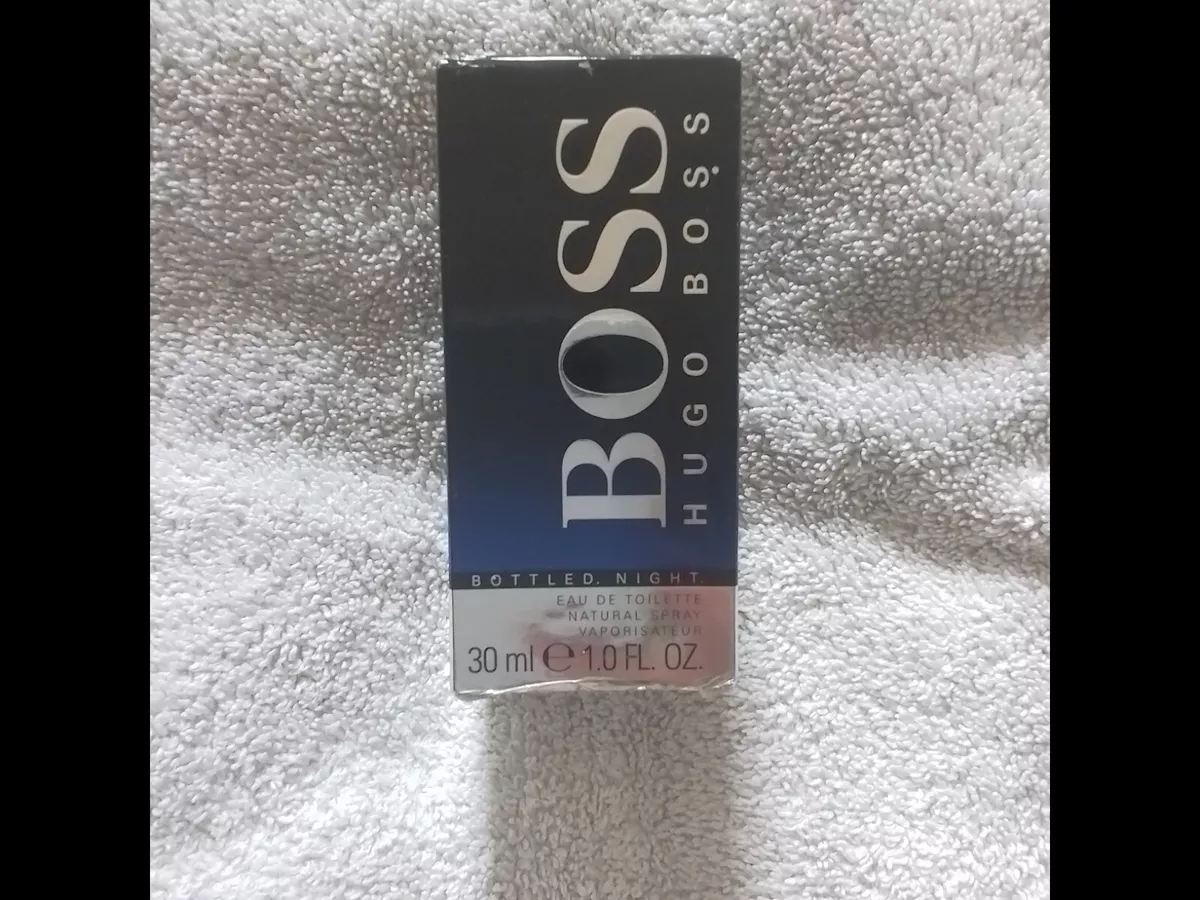 BOSS
HUGO BOSS
BOTTLED. NIGHT.
EAU DE TOILETTE
NATURAL SPRAY
VAPORISATEUR
30 ml e 1.0 FL. OZ.